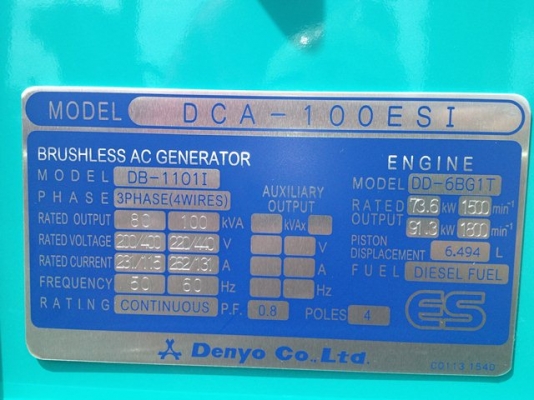 MODEL DCA-100ESI
BRUSHLESS AC GENERATOR
MODEL DB-1101I
PHASE 3PHASE(4WIRES)
RATED OUTPUT 80 100 kVA
RATED VOLTAGE 200/400 220/440 V
RATED CURRENT 231/115 262/131 A
FREQUENCY 50 60 Hz
RATING CONTINUOUS P.F. 0.8 POLES 4
AUXILIARY
OUTPUT
kVAx
V
A
Hz
ENGINE
MODEL DD-6BG1T
RATED 73.6 kW 1500 min-1
OUTPUT 91.3 kW 1800 min-1
PISTON
DISPLACEMENT 6.494 L
FUEL DIESEL FUEL
ES
Denyo Co.,Ltd.